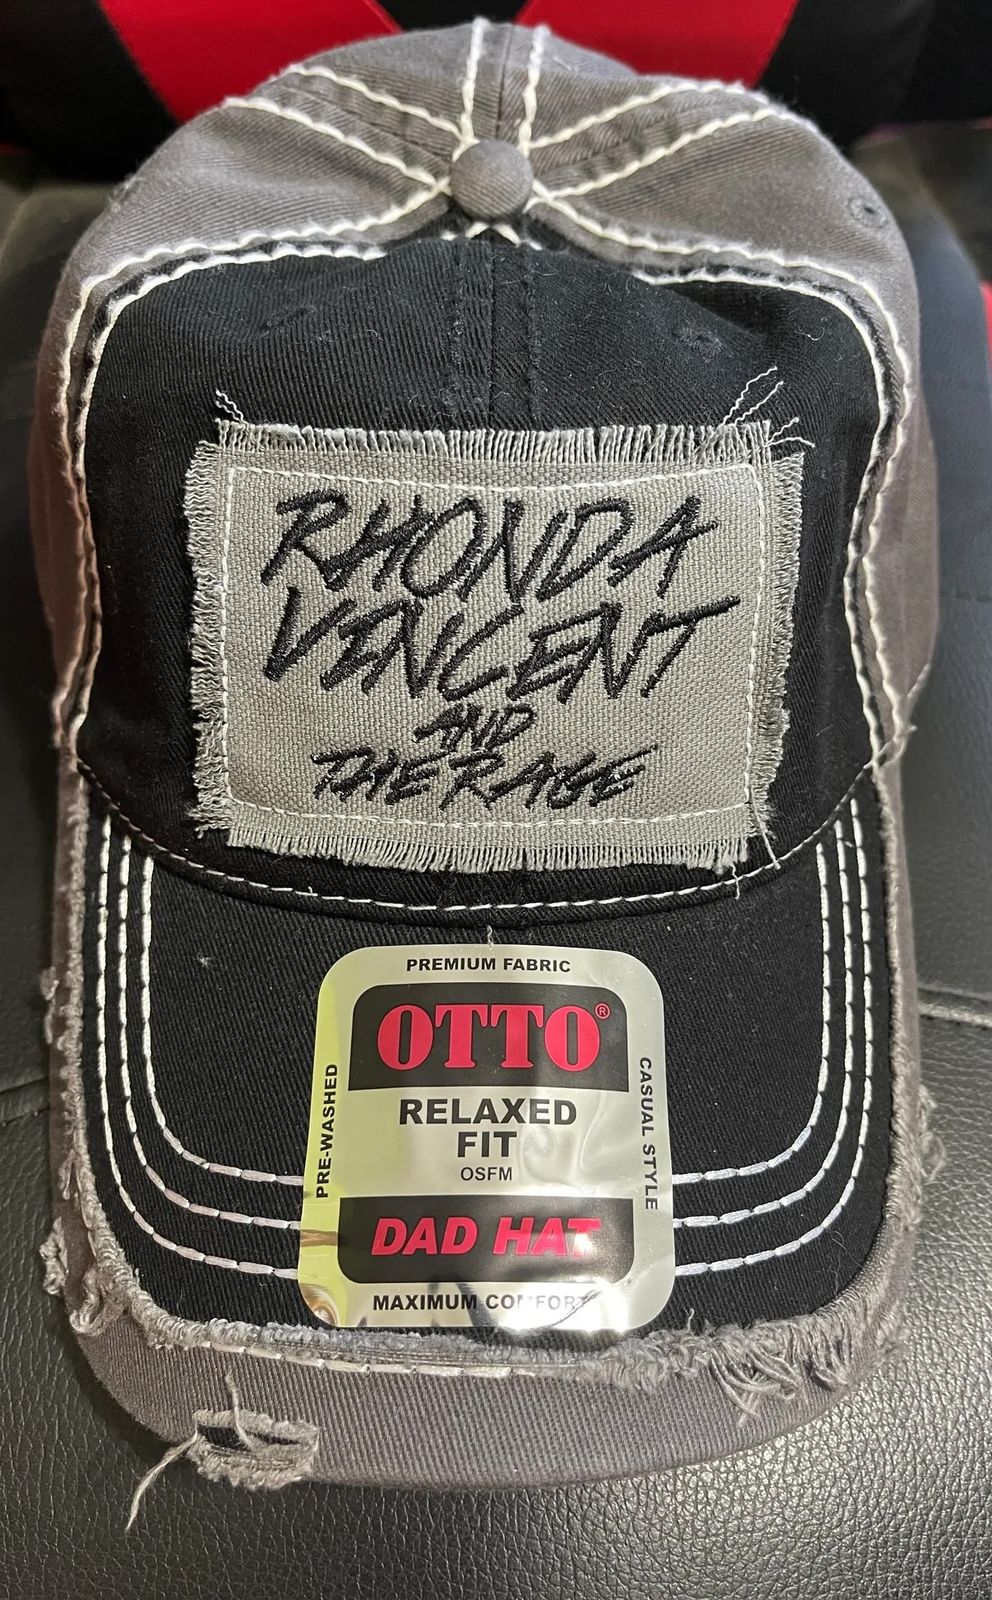 RHONDA
VINCENT
AND
THE RAGE
PREMIUM FABRIC
OTTO®
PRE-WASHED
RELAXED
FIT
OSFM
CASUAL STYLE
DAD HAT
MAXIMUM COMFORT